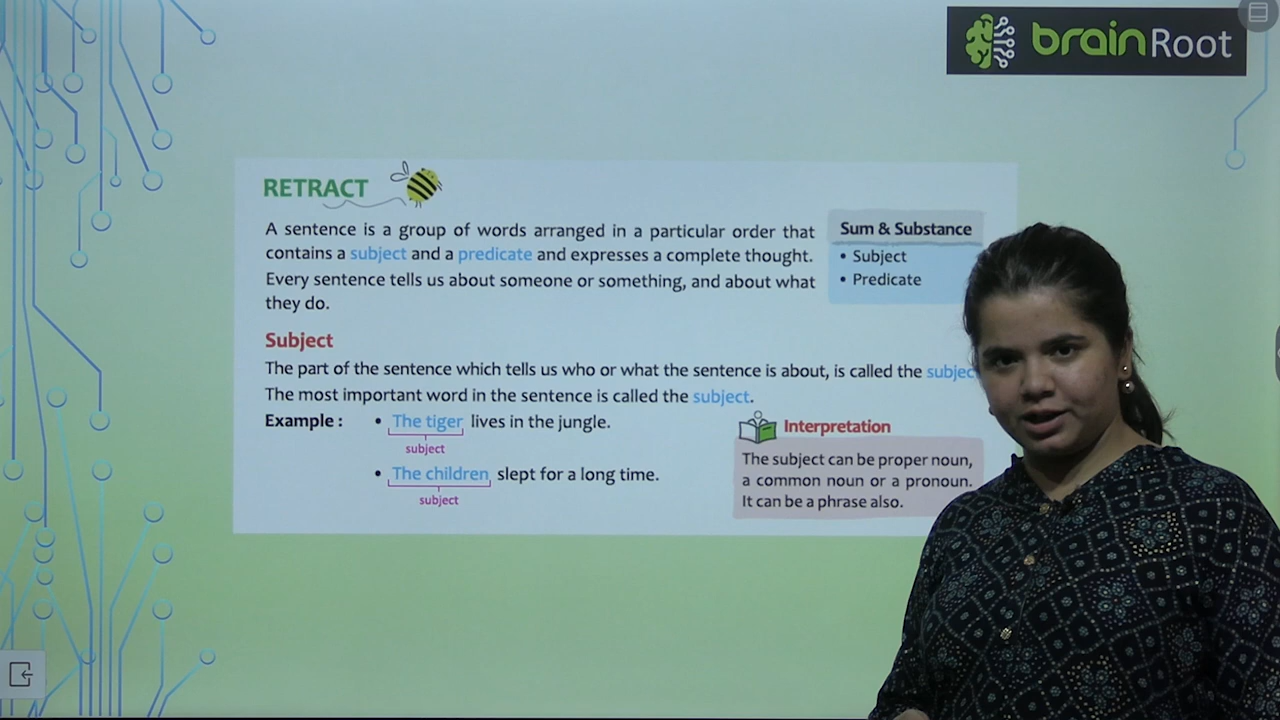 brainRoot
RETRACT
A sentence is a group of words arranged in a particular order that
contains a subject and a predicate and expresses a complete thought.
Every sentence tells us about someone or something, and about what
they do.
Sum & Substance
• Subject
• Predicate
Subject
The part of the sentence which tells us who or what the sentence is about, is called the
The most important word in the sentence is called the subject.
Example : • The tiger lives in the jungle.
subject
• The children slept for a long time.
subject
Interpretation
The subject can be proper noun,
a common noun or a pronoun.
It can be a phrase also.